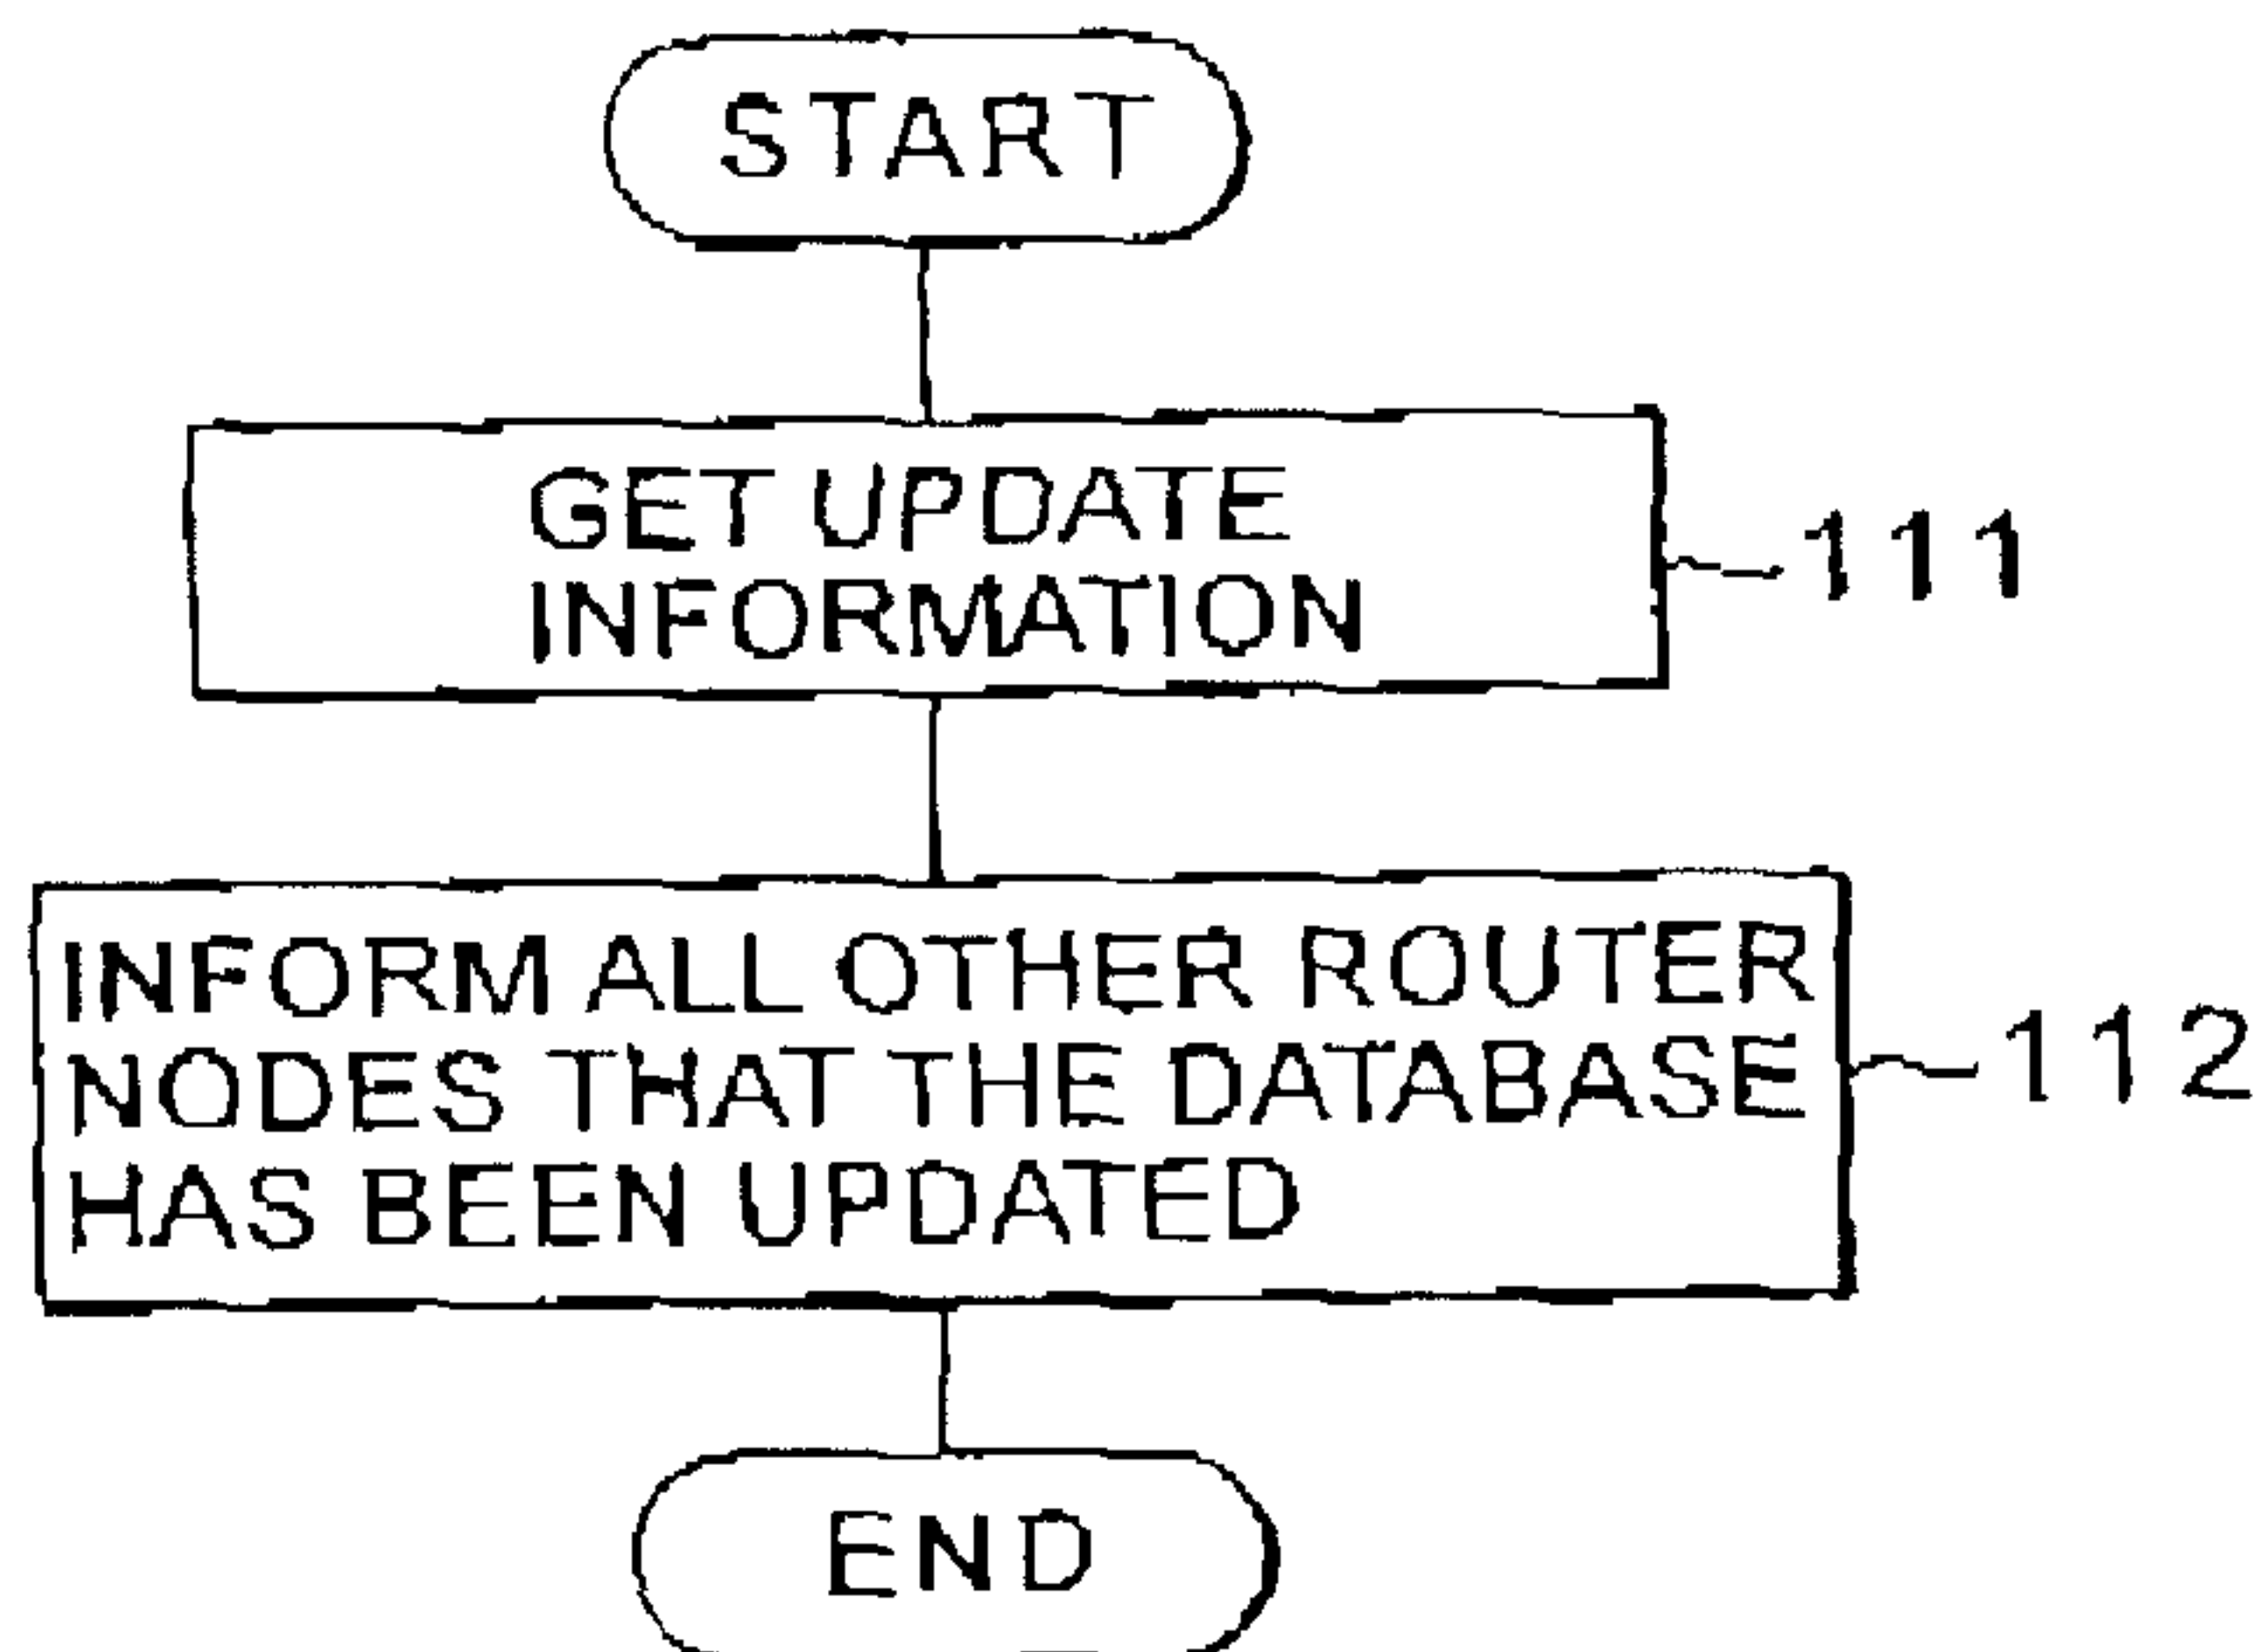 START
GET UPDATE
INFORMATION
111
INFORM ALL OTHER ROUTER
NODES THAT THE DATABASE
HAS BEEN UPDATED
112
END